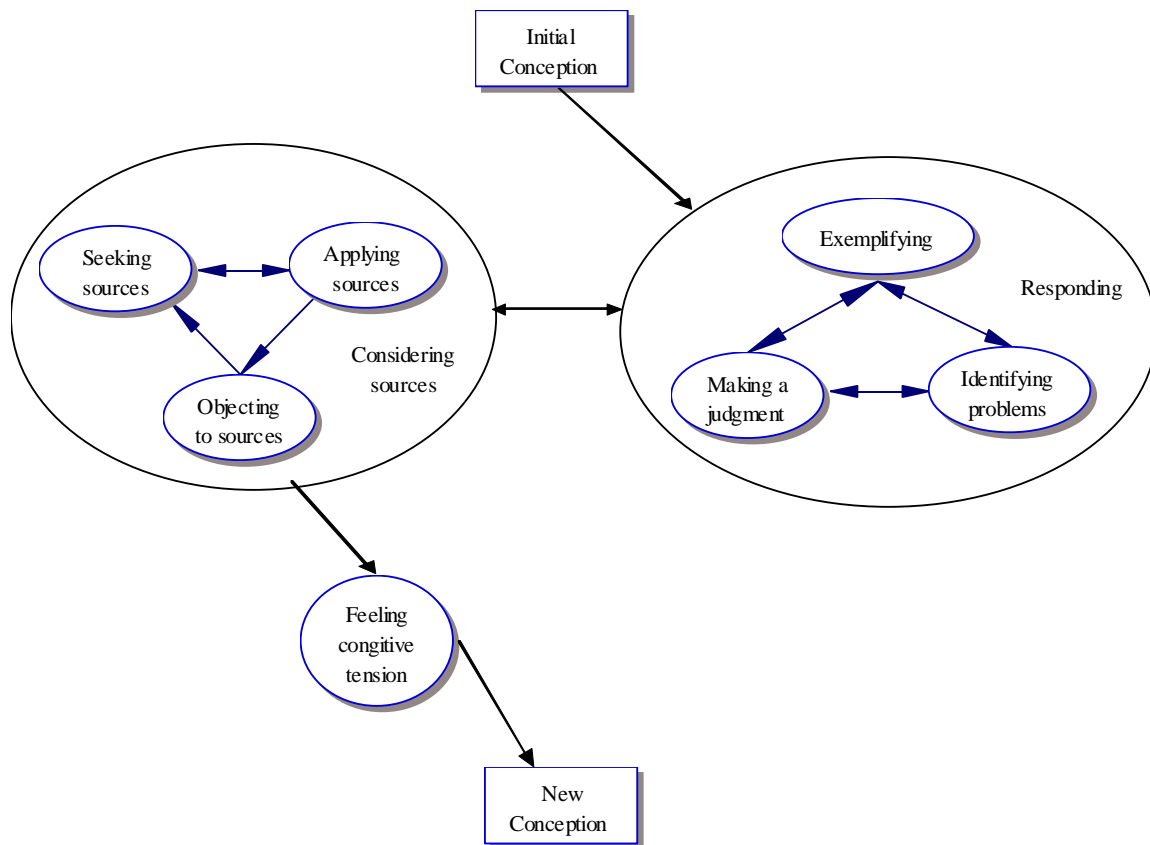 Initial
Conception
Exemplifying
Seeking
sources
Applying
sources
Responding
Considering
sources
Making a
judgment
Identifying
problems
Objecting
to sources
Feeling
congitive
tension
New
Conception